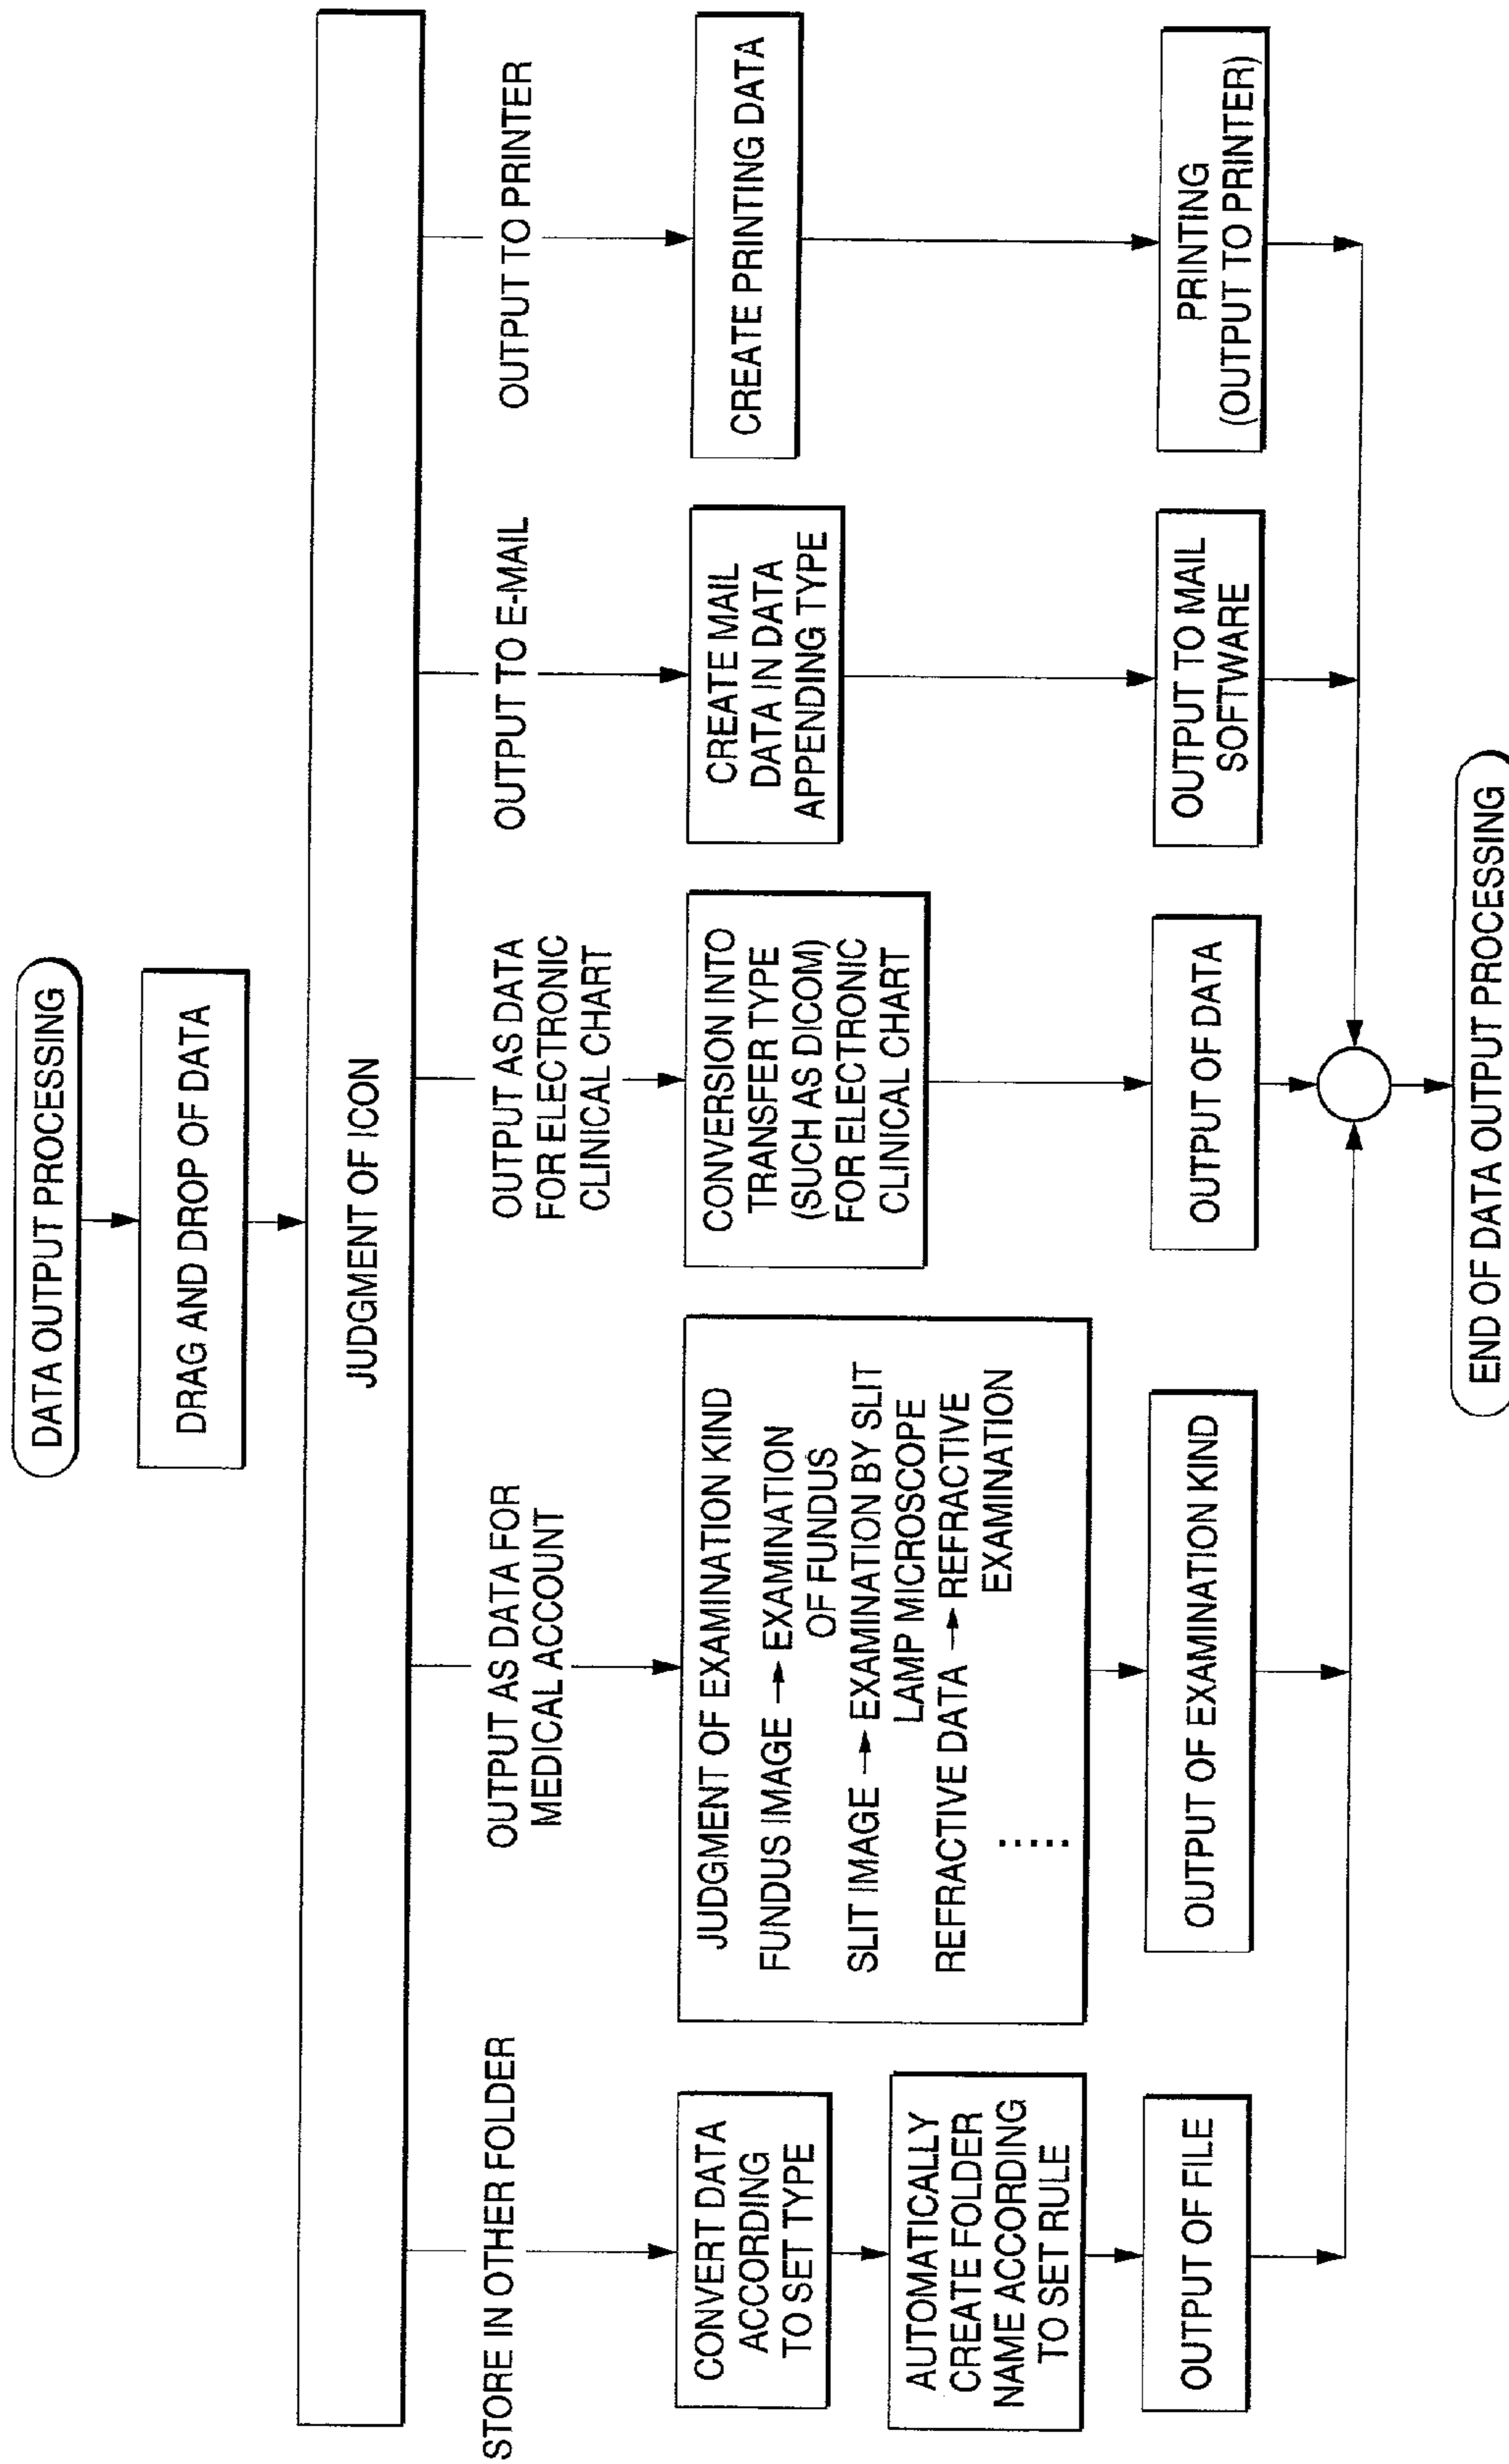 DATA OUTPUT PROCESSING
DRAG AND DROP OF DATA
JUDGMENT OF ICON
STORE IN OTHER FOLDER
CONVERT DATA
ACCORDING
TO SET TYPE
AUTOMATICALLY
CREATE FOLDER
NAME ACCORDING
TO SET RULE
OUTPUT OF FILE
OUTPUT AS DATA FOR
MEDICAL ACCOUNT
JUDGMENT OF EXAMINATION KIND
FUNDUS IMAGE → EXAMINATION
OF FUNDUS
SLIT IMAGE → EXAMINATION BY SLIT
LAMP MICROSCOPE
REFRACTIVE DATA → REFRACTIVE
EXAMINATION
.....
OUTPUT OF EXAMINATION KIND
OUTPUT AS DATA
FOR ELECTRONIC
CLINICAL CHART
CONVERSION INTO
TRANSFER TYPE
(SUCH AS DICOM)
FOR ELECTRONIC
CLINICAL CHART
OUTPUT OF DATA
OUTPUT TO E-MAIL
CREATE MAIL
DATA IN DATA
APPENDING TYPE
OUTPUT TO MAIL
SOFTWARE
OUTPUT TO PRINTER
CREATE PRINTING DATA
PRINTING
(OUTPUT TO PRINTER)
END OF DATA OUTPUT PROCESSING